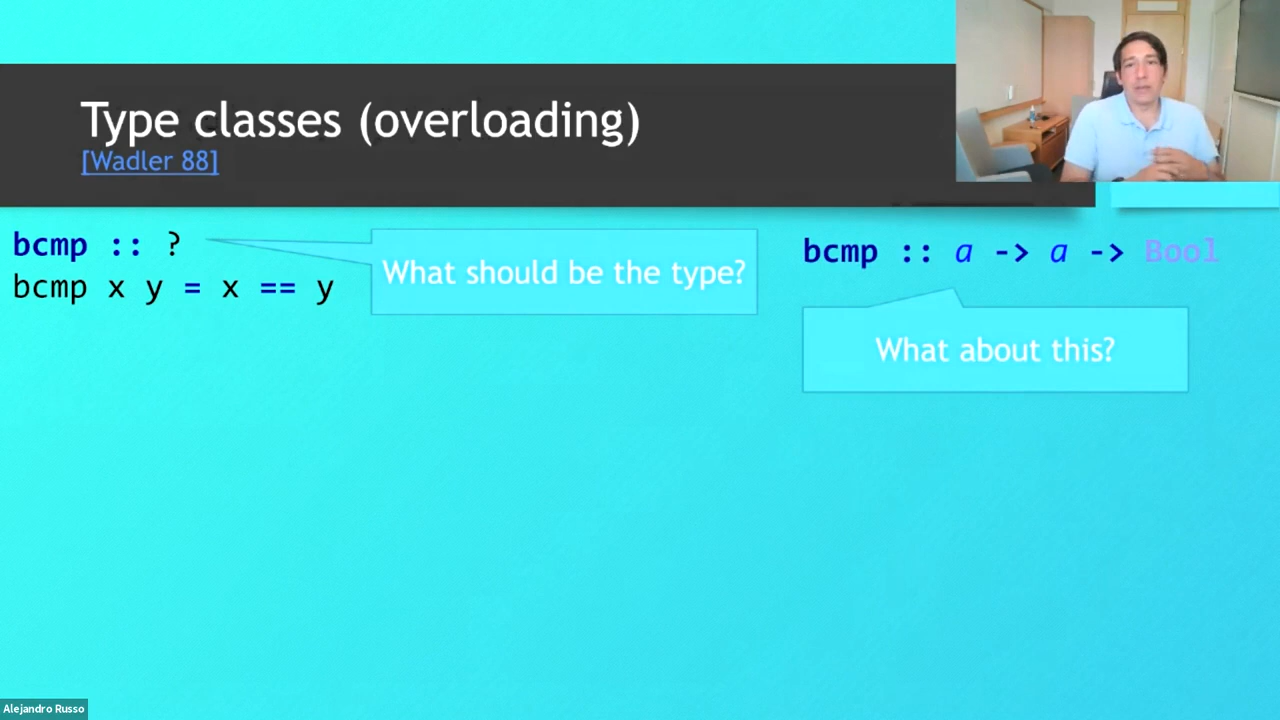 Type classes (overloading)
[Wadler 88]
bcmp :: ?
bcmp x y = x == y
What should be the type?
bcmp :: a -> a -> Bool
What about this?
Alejandro Russo